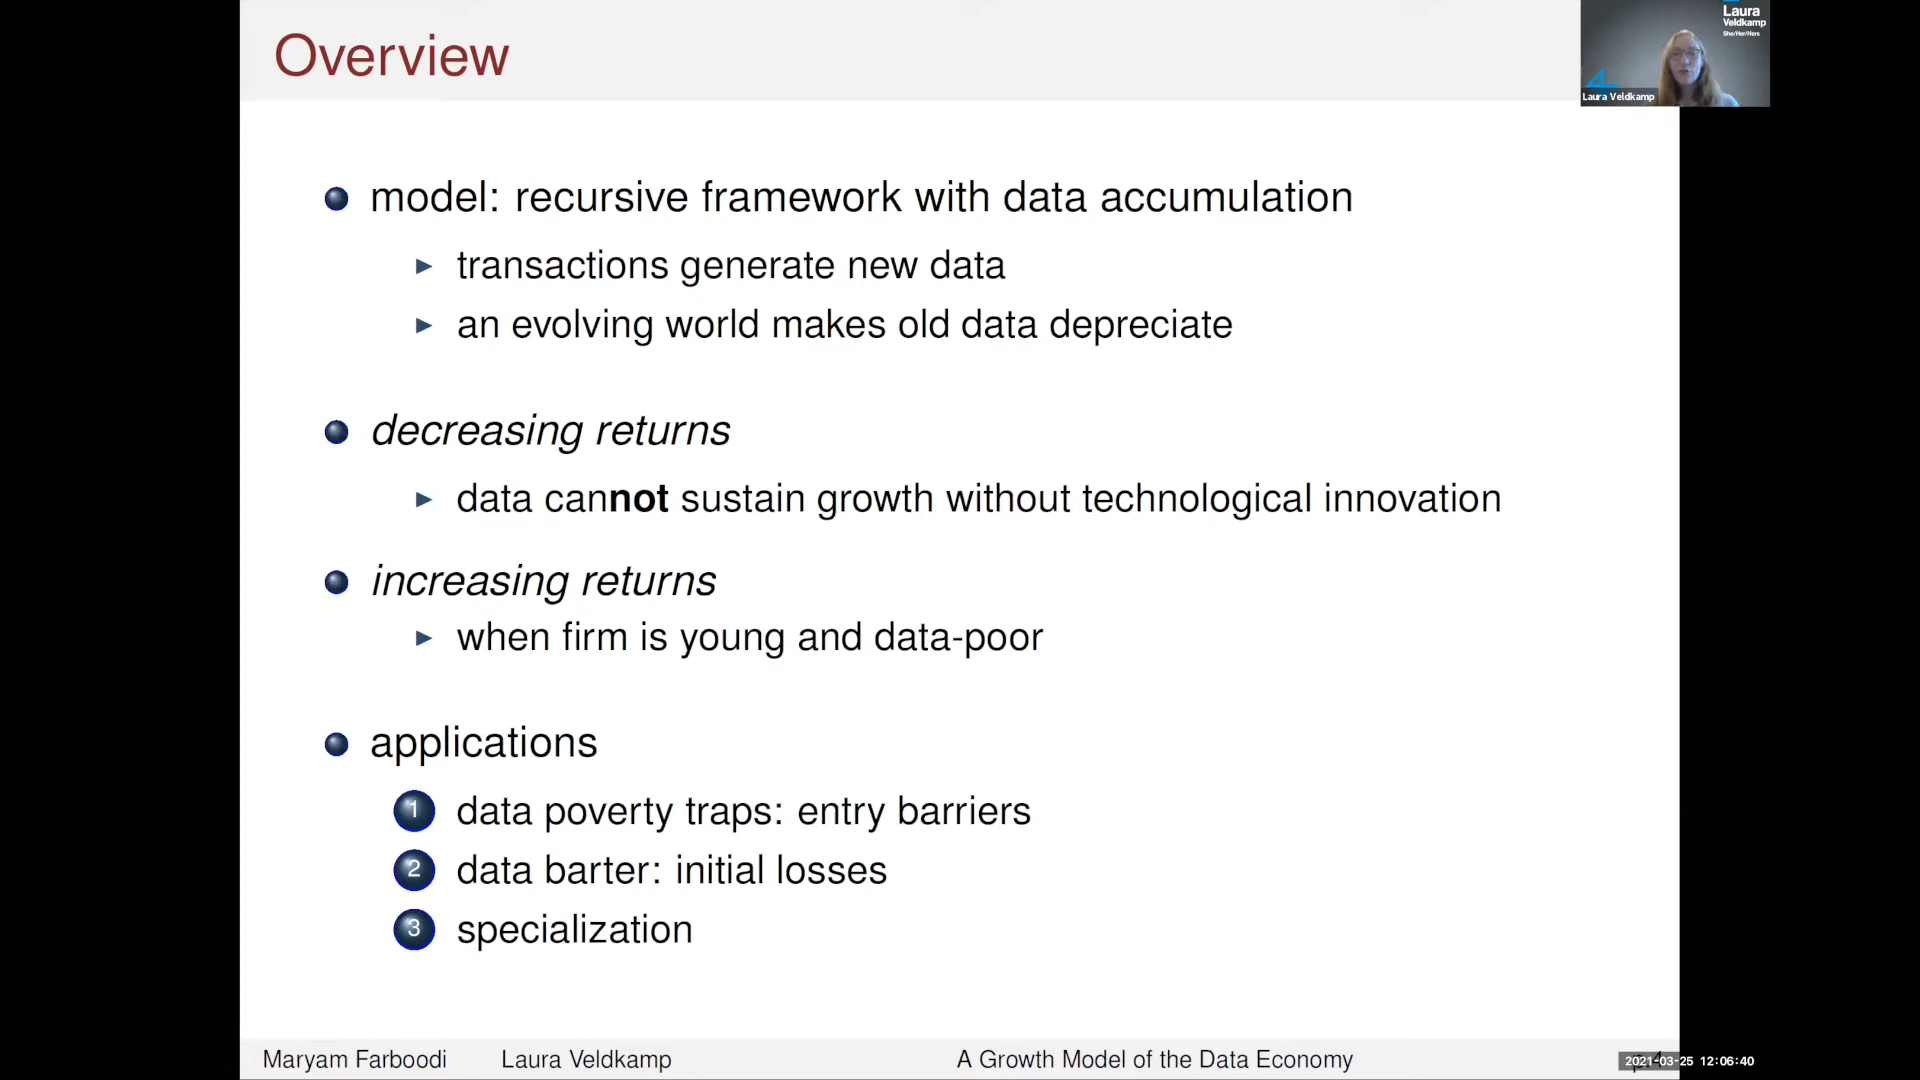 Overview
Laura
Veldkamp
She/Her/Hers
Laura Veldkamp
model: recursive framework with data accumulation
transactions generate new data
an evolving world makes old data depreciate
decreasing returns
data cannot sustain growth without technological innovation
increasing returns
when firm is young and data-poor
applications
1 data poverty traps: entry barriers
2 data barter: initial losses
3 specialization
Maryam Farboodi Laura Veldkamp A Growth Model of the Data Economy
2021-03-25 12:06:40